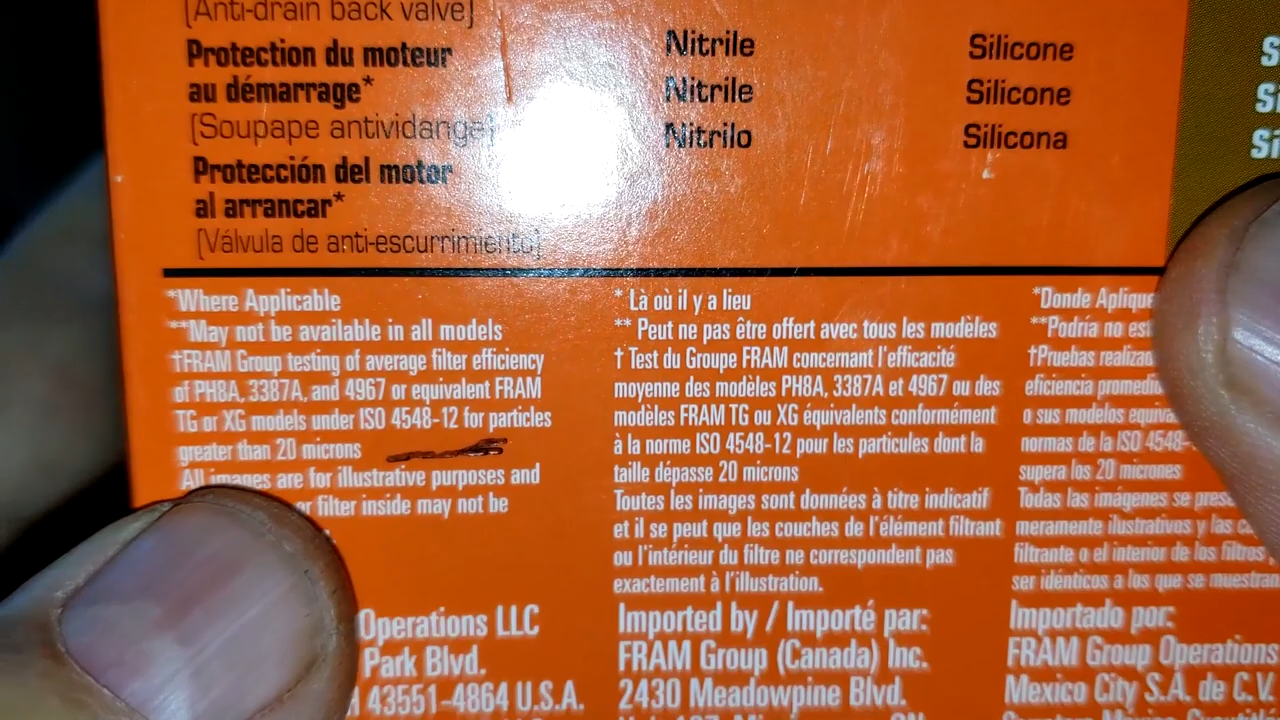 (Anti-drain back valve)
Protection du moteur
au démarrage*
(Soupape antividange)
Protección del motor
al arrancar*
(Válvula de anti-escurrimiento)
Nitrile
Nitrile
Nitrilo
Silicone
Silicone
Silicona
*Where Applicable
**May not be available in all models
†FRAM Group testing of average filter efficiency
of PH8A, 3387A, and 4967 or equivalent FRAM
TG or XG models under ISO 4548-12 for particles
greater than 20 microns
All images are for illustrative purposes and
or filter inside may not be
Operations LLC
Park Blvd.
43551-4864 U.S.A.
* Là où il y a lieu
** Peut ne pas être offert avec tous les modèles
† Test du Groupe FRAM concernant l'efficacité
moyenne des modèles PH8A, 3387A et 4967 ou des
modèles FRAM TG ou XG équivalents conformément
à la norme ISO 4548-12 pour les particules dont la
taille dépasse 20 microns
Toutes les images sont données à titre indicatif
et il se peut que les couches de l'élément filtrant
ou l'intérieur du filtre ne correspondent pas
exactement à l'illustration.
Imported by / Importé par:
FRAM Group (Canada) Inc.
2430 Meadowpine Blvd.
*Donde Aplique
**Podría no
†Pruebas
eficiencia
o sus modelos
normas de la ISO 4548-
supera los 20 micrones
Todas las imágenes se
meramente ilustrativos y las
filtrante o el interior de los filtros
ser idénticos a los que se muestran
Importado por:
FRAM Group Operations
Mexico City S.A. de C.V.